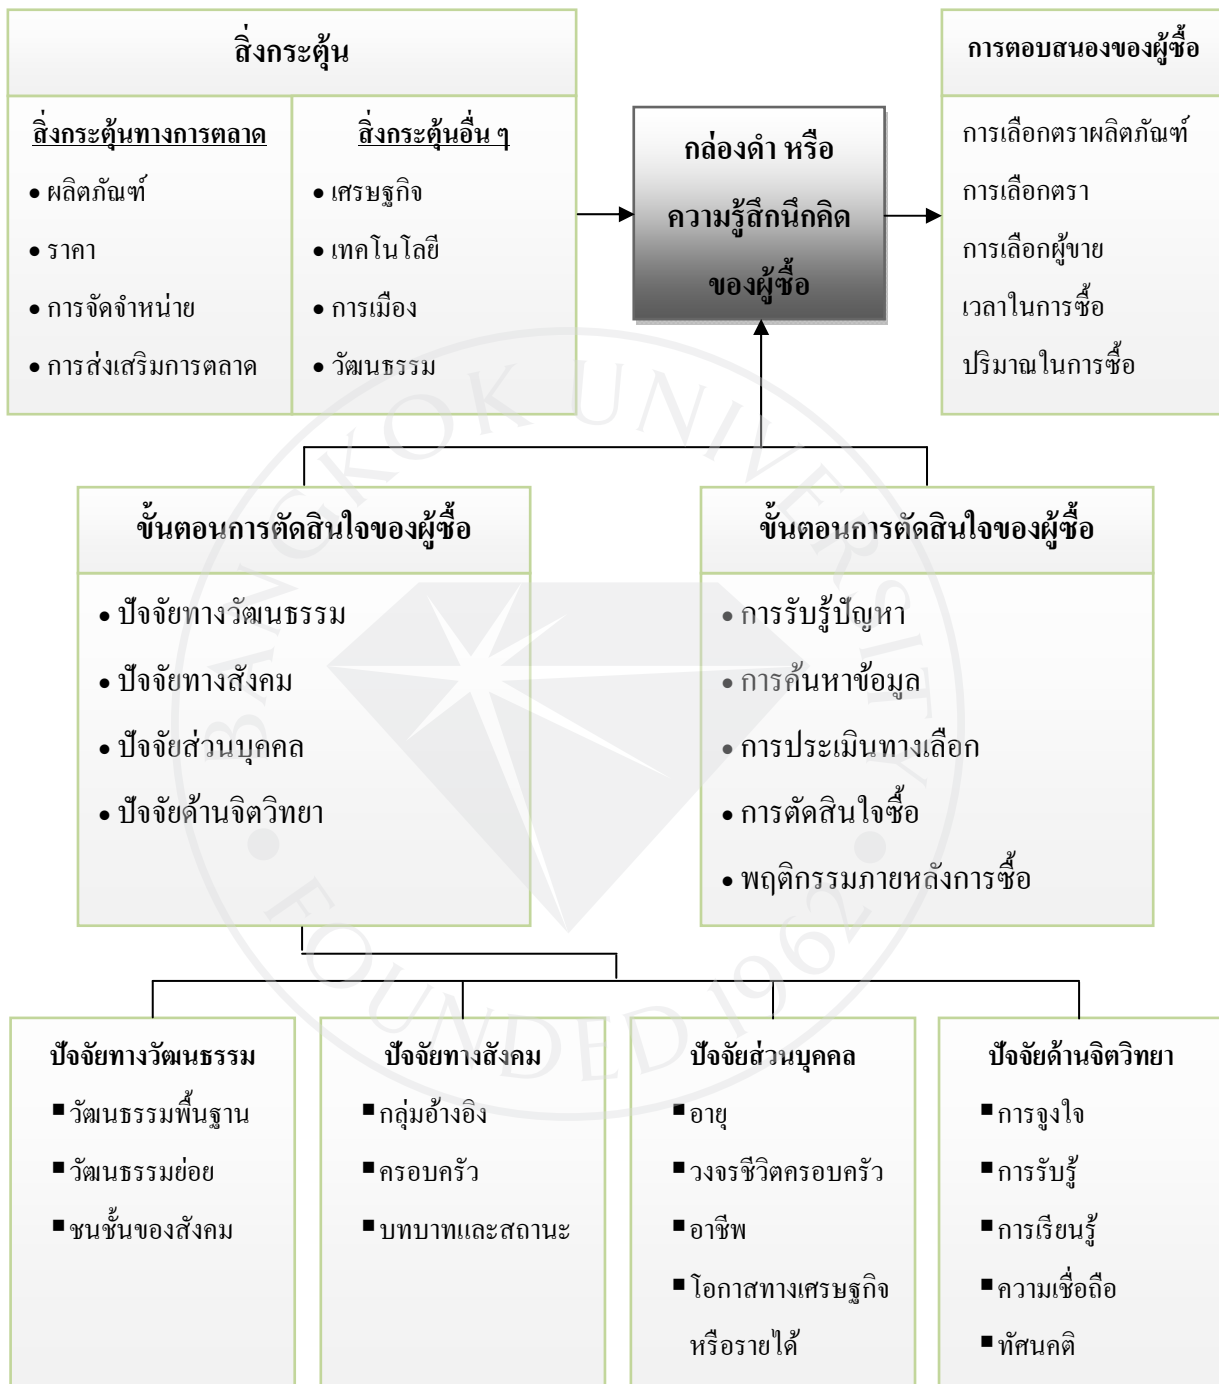 สิ่งกระตุ้น
สิ่งกระตุ้นทางการตลาด
• ผลิตภัณฑ์
• ราคา
• การจัดจำหน่าย
• การส่งเสริมการตลาด
สิ่งกระตุ้นอื่น ๆ
• เศรษฐกิจ
• เทคโนโลยี
• การเมือง
• วัฒนธรรม
กล่องดำ หรือ
ความรู้สึกนึกคิด
ของผู้ซื้อ
การตอบสนองของผู้ซื้อ
การเลือกตราผลิตภัณฑ์
การเลือกตรา
การเลือกผู้ขาย
เวลาในการซื้อ
ปริมาณในการซื้อ
ขั้นตอนการตัดสินใจของผู้ซื้อ
• ปัจจัยทางวัฒนธรรม
• ปัจจัยทางสังคม
• ปัจจัยส่วนบุคคล
• ปัจจัยด้านจิตวิทยา
ขั้นตอนการตัดสินใจของผู้ซื้อ
• การรับรู้ปัญหา
• การค้นหาข้อมูล
• การประเมินทางเลือก
• การตัดสินใจซื้อ
• พฤติกรรมภายหลังการซื้อ
ปัจจัยทางวัฒนธรรม
▪ วัฒนธรรมพื้นฐาน
▪ วัฒนธรรมย่อย
▪ ชนชั้นของสังคม
ปัจจัยทางสังคม
▪ กลุ่มอ้างอิง
▪ ครอบครัว
▪ บทบาทและสถานะ
ปัจจัยส่วนบุคคล
▪ อายุ
▪ วงจรชีวิตครอบครัว
▪ อาชีพ
▪ โอกาสทางเศรษฐกิจ
หรือรายได้
ปัจจัยด้านจิตวิทยา
▪ การจูงใจ
▪ การรับรู้
▪ การเรียนรู้
▪ ความเชื่อถือ
▪ ทัศนคติ
BANGKOK UNIVERSITY
• FOUNDED 1962 •